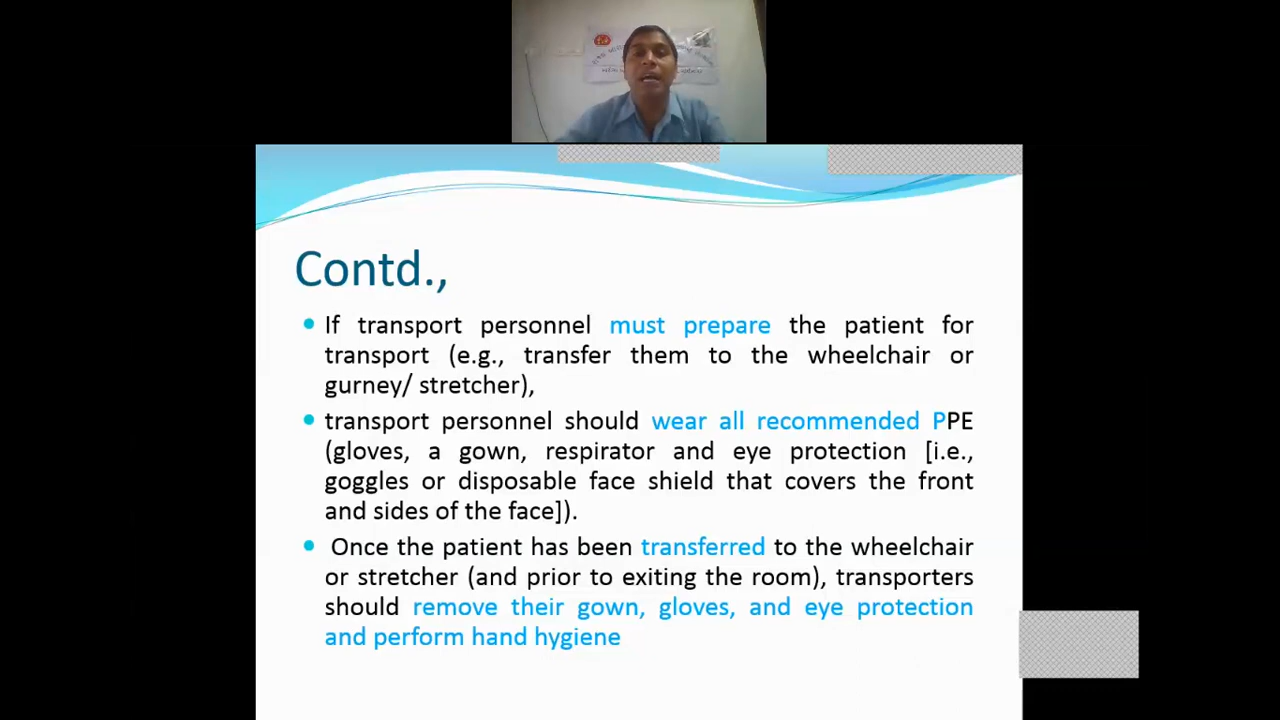 Contd.,
If transport personnel must prepare the patient for
transport (e.g., transfer them to the wheelchair or
gurney/ stretcher),
transport personnel should wear all recommended PPE
(gloves, a gown, respirator and eye protection [i.e.,
goggles or disposable face shield that covers the front
and sides of the face]).
Once the patient has been transferred to the wheelchair
or stretcher (and prior to exiting the room), transporters
should remove their gown, gloves, and eye protection
and perform hand hygiene